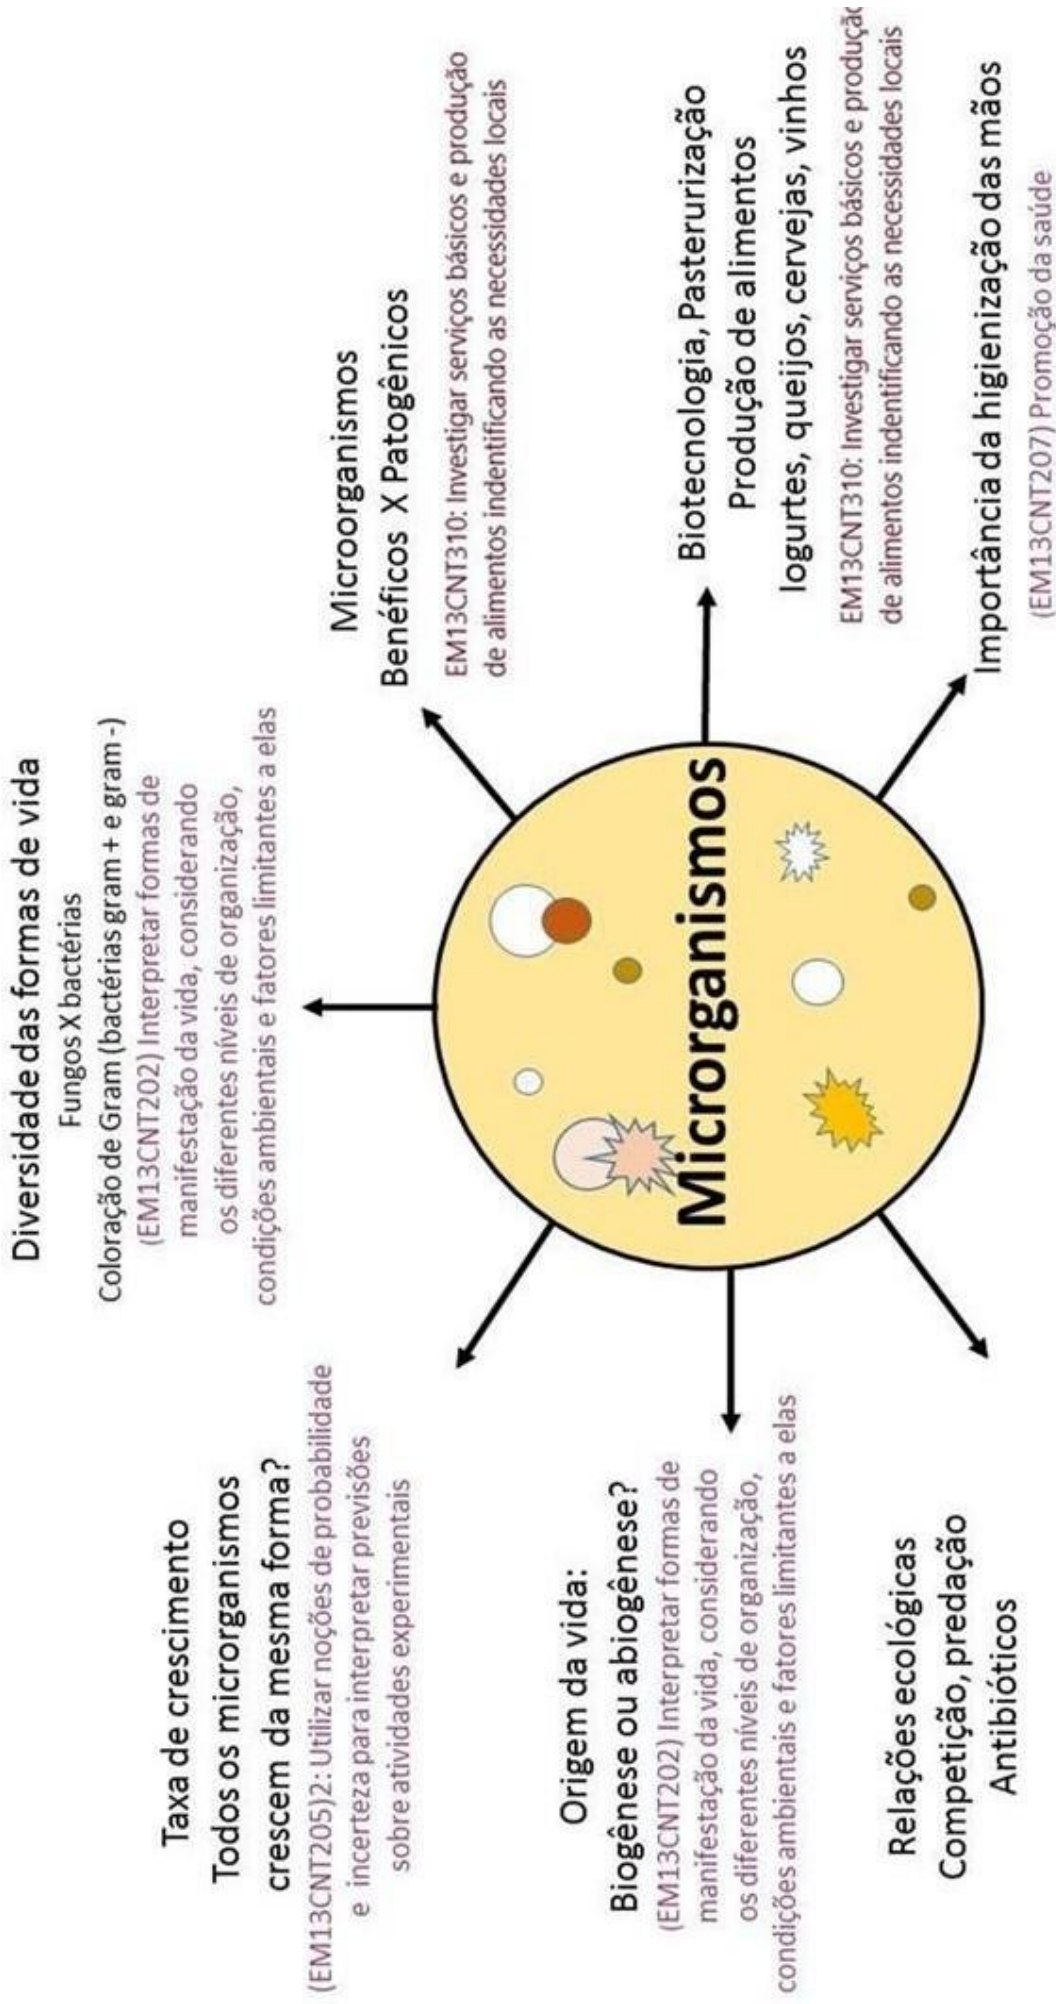 Diversidade das formas de vida
Fungos X bactérias
Coloração de Gram (bactérias gram + e gram -)
(EM13CNT202) Interpretar formas de
manifestação da vida, considerando
os diferentes níveis de organização,
condições ambientais e fatores limitantes a elas
Taxa de crescimento
Todos os microrganismos
crescem da mesma forma?
(EM13CNT205)2: Utilizar noções de probabilidade
e incerteza para interpretar previsões
sobre atividades experimentais
Microorganismos
Benéficos X Patogênicos
EM13CNT310: Investigar serviços básicos e produção
de alimentos indentificando as necessidades locais
Origem da vida:
Biogênese ou abiogênese?
(EM13CNT202) Interpretar formas de
manifestação da vida, considerando
os diferentes níveis de organização,
condições ambientais e fatores limitantes a elas
Microrganismos
Biotecnologia, Pasterurização
Produção de alimentos
Iogurtes, queijos, cervejas, vinhos
EM13CNT310: Investigar serviços básicos e produção
de alimentos indentificando as necessidades locais
Relações ecológicas
Competição, predação
Antibióticos
Importância da higienização das mãos
(EM13CNT207) Promoção da saúde